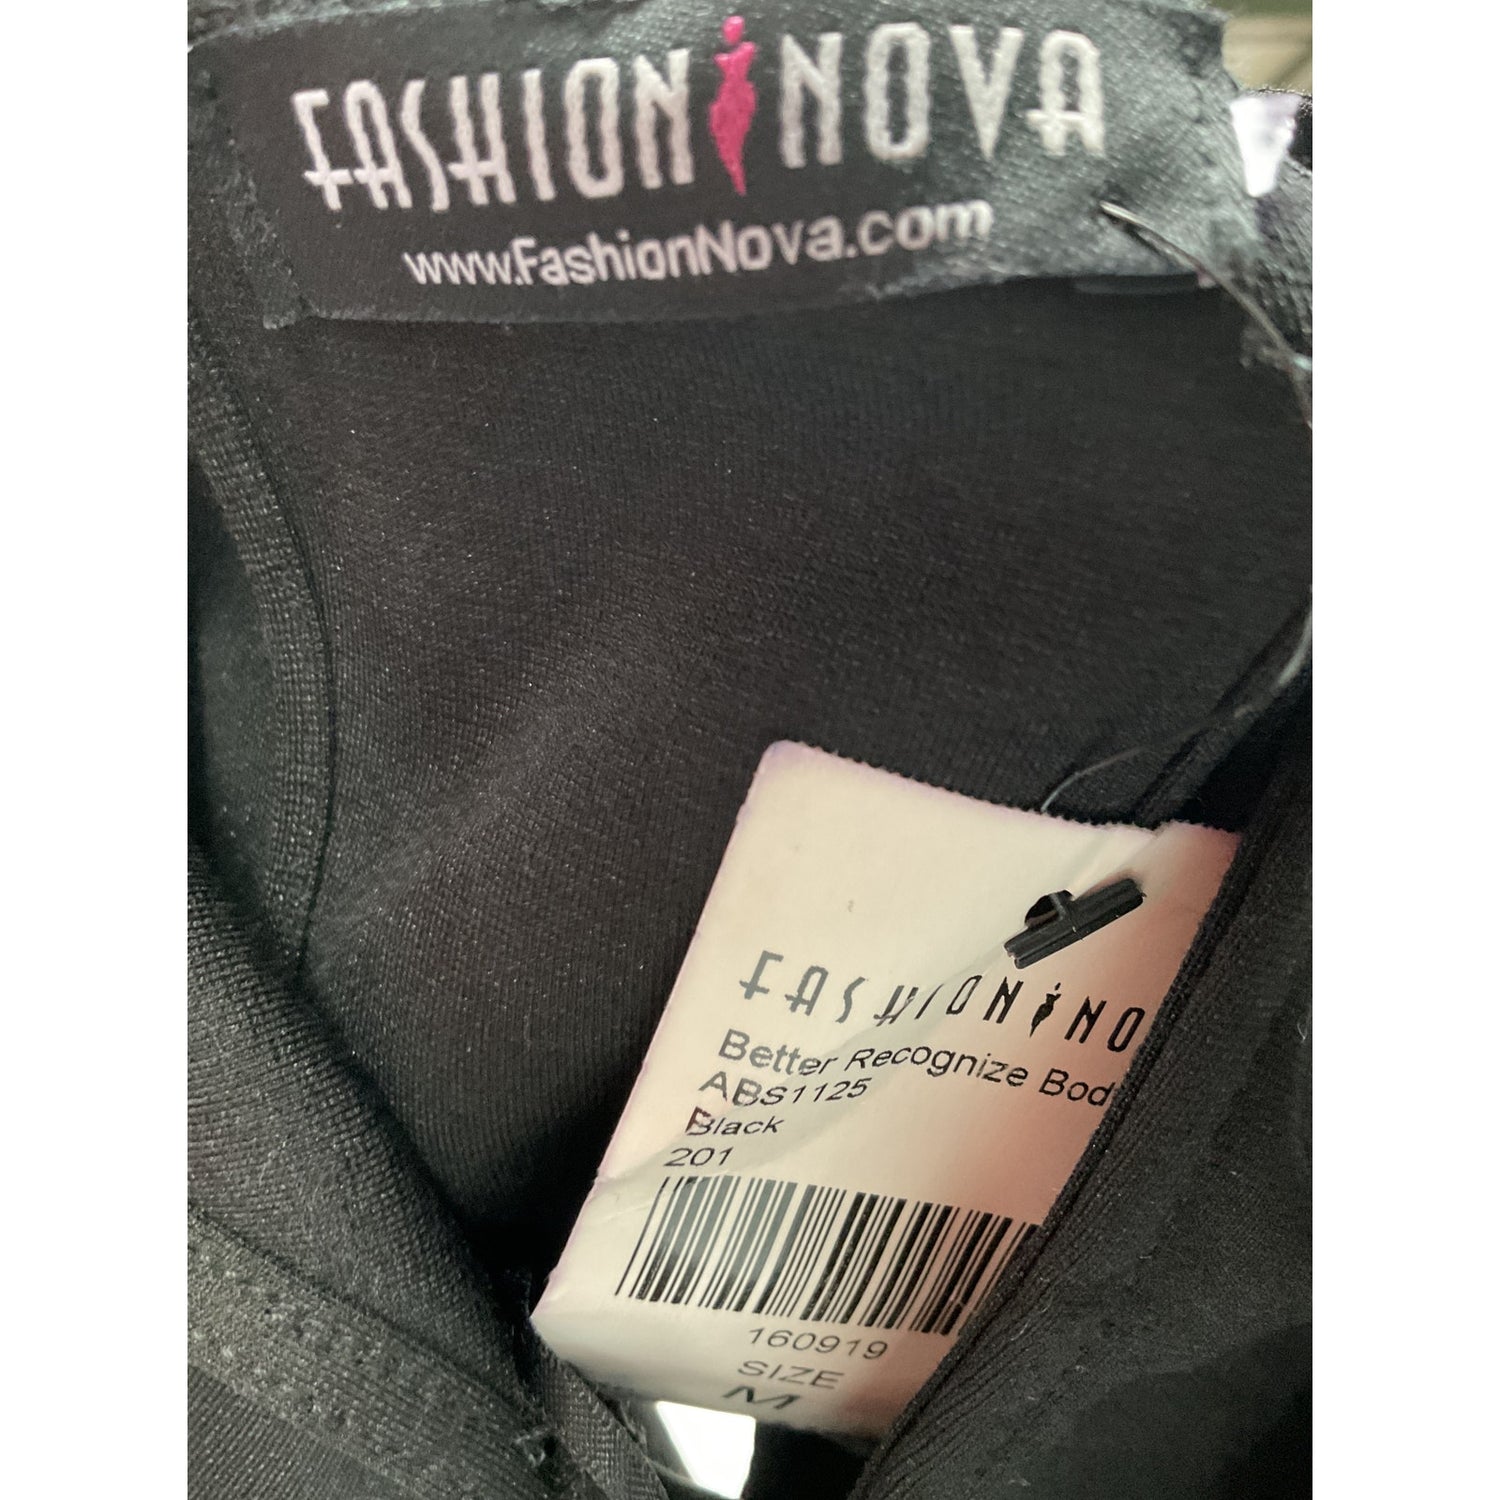 FASHION NOVA
www.FashionNova.com
FASHION NO
Better Recognize Bod
ABS1125
Black
201
160919
SIZE
M